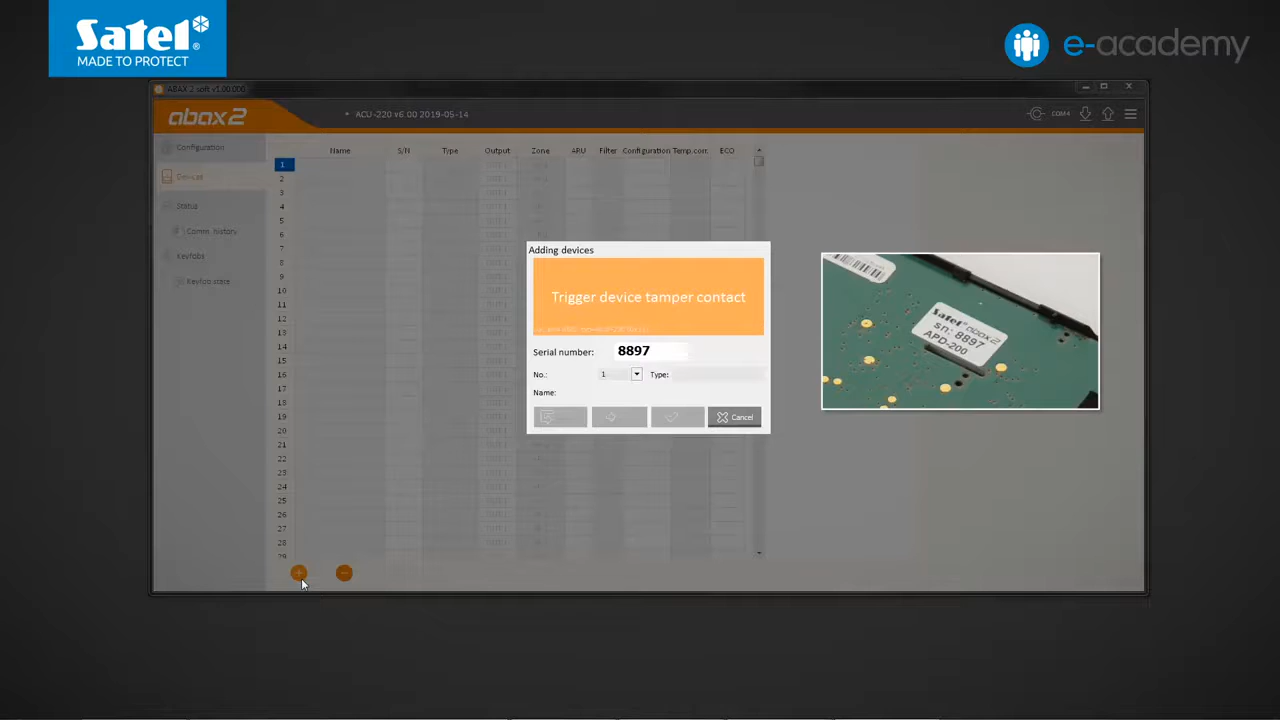 Satel®
MADE TO PROTECT
e-academy
ABAX 2 soft v1.00.000
abax2
ACU-220 v6.00 2019-05-14
COM4
Configuration
Devices
Status
Comm. history
Keyfobs
Keyfob state
Name S/N Type Output Zone ARU Filter Configuration Temp.corr. ECO
1
2
3
4
5
6
7
8
9
10
11
12
13
14
15
16
17
18
19
20
21
22
23
24
25
26
27
28
29
Adding devices
Trigger device tamper contact
Serial number: 8897
No.: 1 Type:
Name:
Cancel
Satel abax2
sn: 8897
APD-200